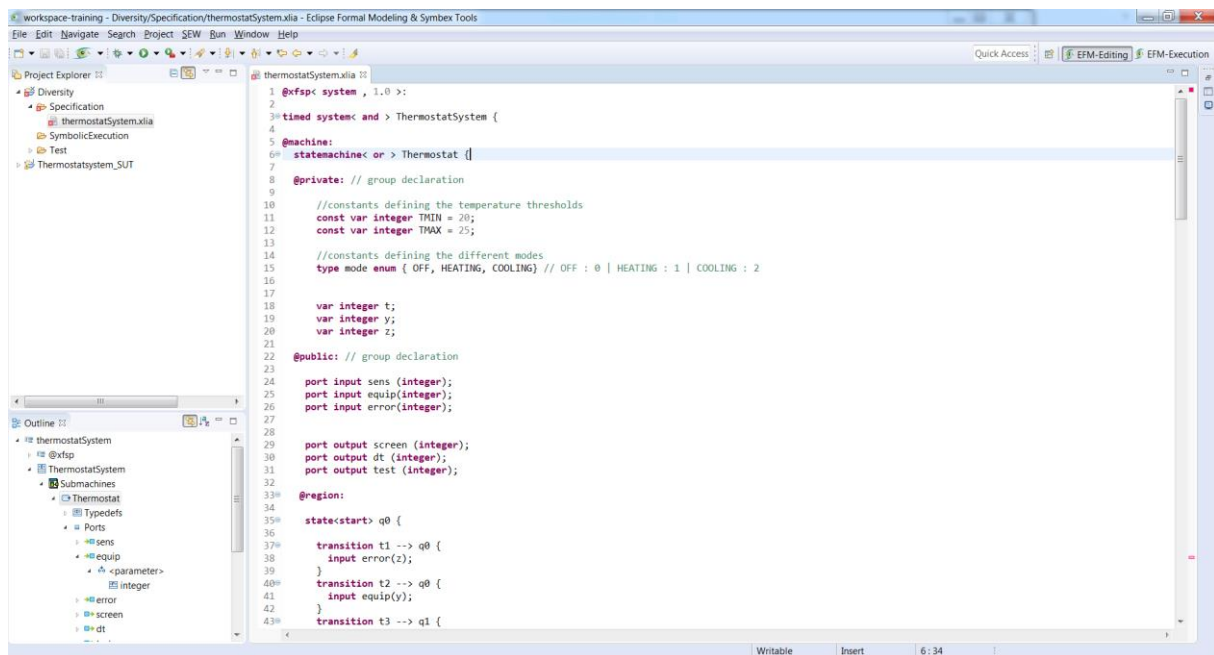 workspace-training - Diversity/Specification/thermostatSystem.xlia - Eclipse Formal Modeling & Symbex Tools
File Edit Navigate Search Project SEW Run Window Help
Quick Access EFM-Editing EFM-Execution
Project Explorer
Diversity
Specification
thermostatSystem.xlia
SymbolicExecution
Test
Thermostatsystem_SUT
Outline
thermostatSystem
@xfsp
ThermostatSystem
Submachines
Thermostat
Typedefs
Ports
sens
equip
<parameter>
integer
error
screen
dt
thermostatSystem.xlia
1 @xfsp< system , 1.0 >:
2
3 timed system< and > ThermostatSystem {
4
5 @machine:
6 statemachine< or > Thermostat {
7
8 @private: // group declaration
9
10 //constants defining the temperature thresholds
11 const var integer TMIN = 20;
12 const var integer TMAX = 25;
13
14 //constants defining the different modes
15 type mode enum { OFF, HEATING, COOLING} // OFF : 0 | HEATING : 1 | COOLING : 2
16
17
18 var integer t;
19 var integer y;
20 var integer z;
21
22 @public: // group declaration
23
24 port input sens (integer);
25 port input equip(integer);
26 port input error(integer);
27
28
29 port output screen (integer);
30 port output dt (integer);
31 port output test (integer);
32
33 @region:
34
35 state<start> q0 {
36
37 transition t1 --> q0 {
38 input error(z);
39 }
40 transition t2 --> q0 {
41 input equip(y);
42 }
43 transition t3 --> q1 {
Writable Insert 6 : 34